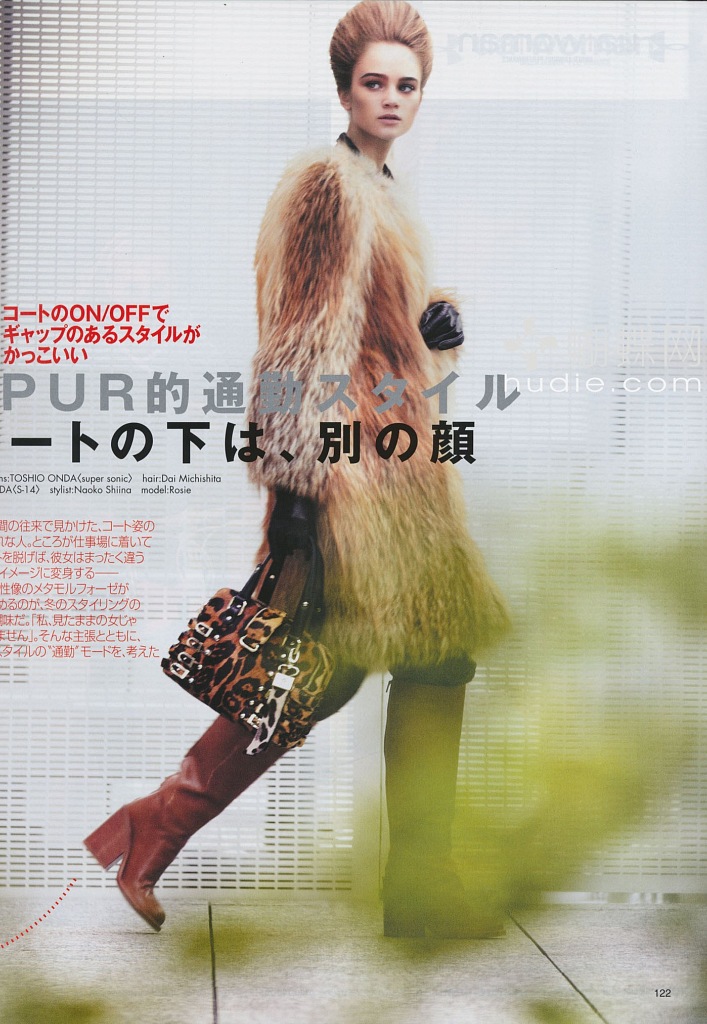 コートのON/OFFで
ギャップのあるスタイルが
かっこいい
PUR的通勤スタイル
ートの下は、別の顔
hudie.com
ns:TOSHIO ONDA〈super sonic〉 hair:Dai Michishita
DA〈S-14〉 stylist:Naoko Shiina model:Rosie
間の往来で見かけた、コート姿の
れな人。ところが仕事場に着いて
を脱げば、彼女はまったく違う
イメージに変身する——
性像のメタモルフォーゼが
めるのが、冬のスタイリングの
味だ。「私、見たままの女じゃ
ません」。そんな主張とともに、
スタイルの“通勤”モードを、考えた
122